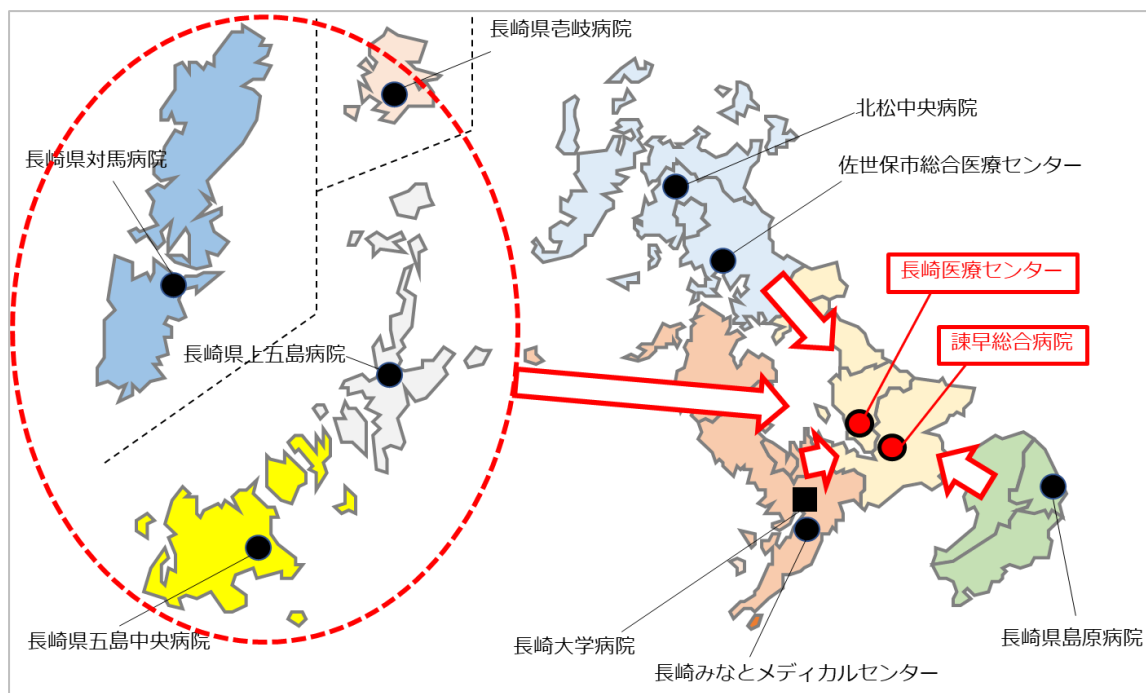 長崎県壱岐病院
北松中央病院
長崎県対馬病院
佐世保市総合医療センター
長崎医療センター
諫早総合病院
長崎県上五島病院
長崎県五島中央病院
長崎大学病院
長崎県島原病院
長崎みなとメディカルセンター